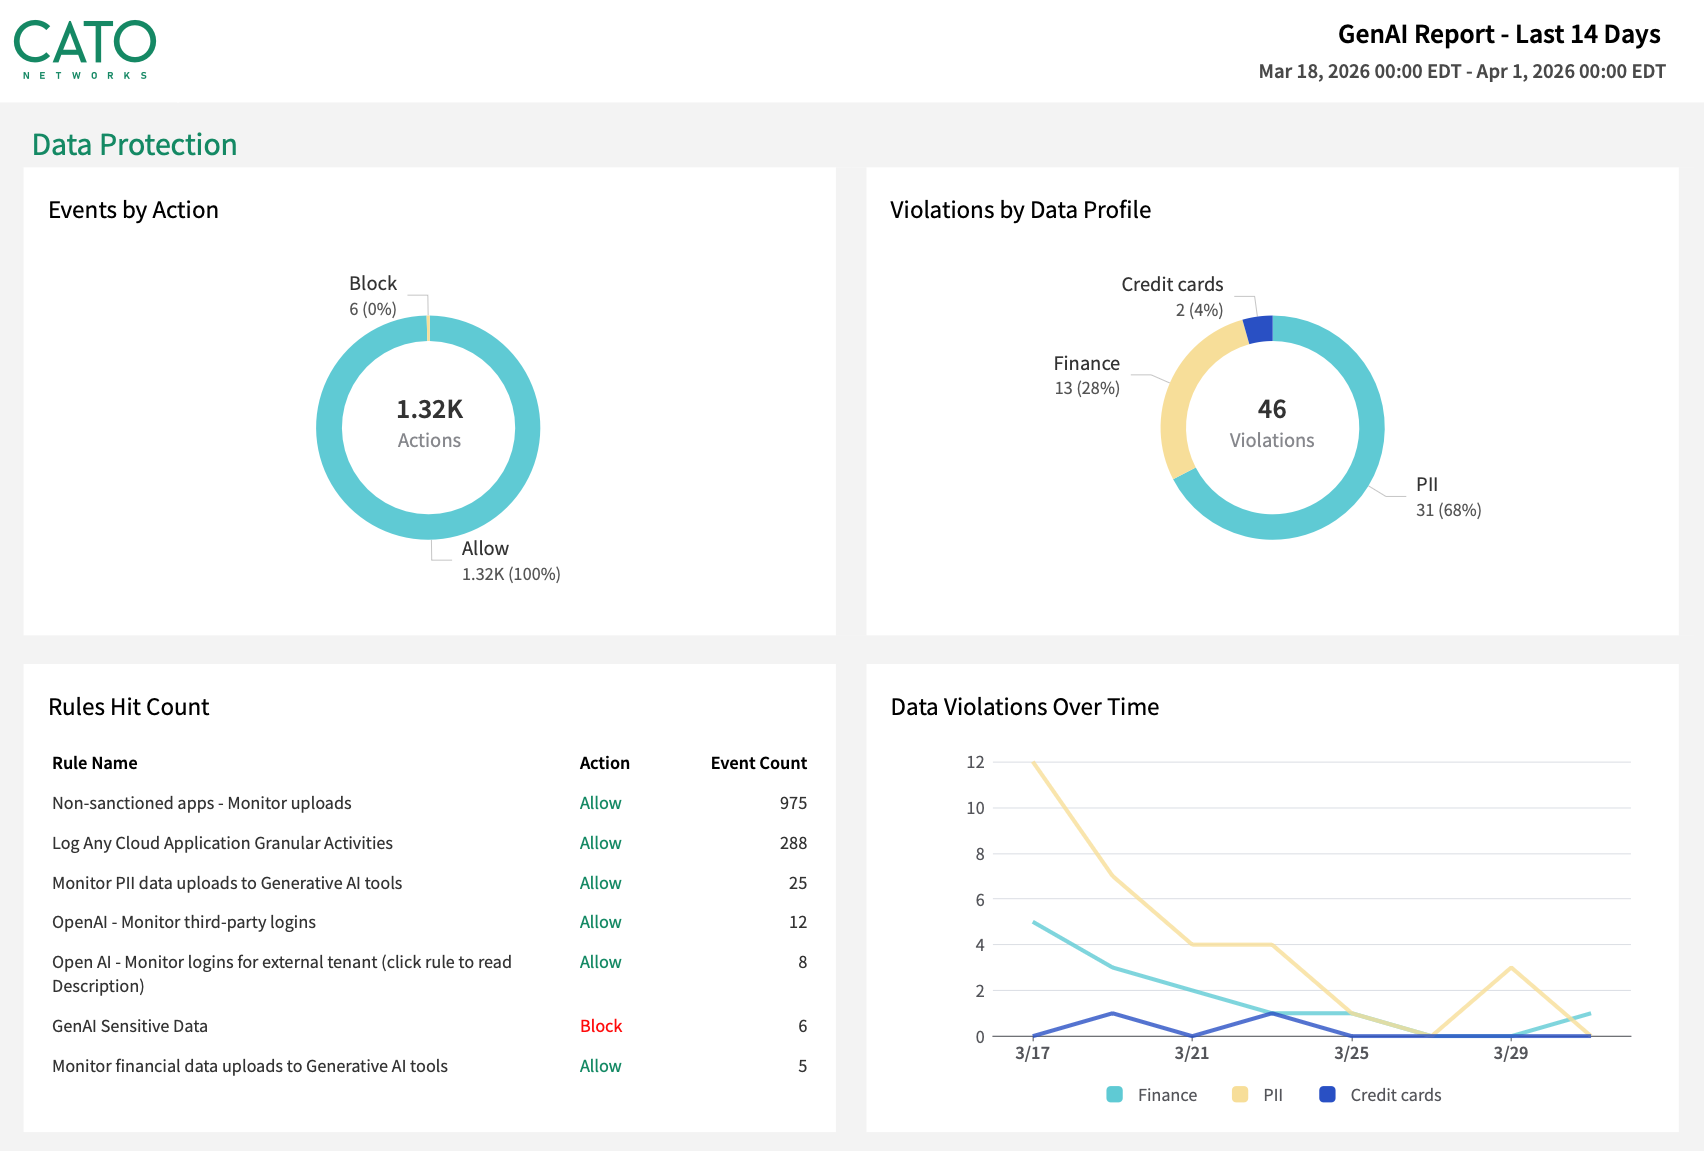 CATO
NETWORKS
GenAI Report - Last 14 Days
Mar 18, 2026 00:00 EDT - Apr 1, 2026 00:00 EDT
Data Protection
Events by Action
Block
6 (0%)
1.32K
Actions
Allow
1.32K (100%)
Violations by Data Profile
Credit cards
2 (4%)
Finance
13 (28%)
46
Violations
PII
31 (68%)
Rules Hit Count
Rule Name Action Event Count
Non-sanctioned apps - Monitor uploads Allow 975
Log Any Cloud Application Granular Activities Allow 288
Monitor PII data uploads to Generative AI tools Allow 25
OpenAI - Monitor third-party logins Allow 12
Open AI - Monitor logins for external tenant (click rule to read Allow 8
Description)
GenAI Sensitive Data Block 6
Monitor financial data uploads to Generative AI tools Allow 5
Data Violations Over Time
12
10
8
6
4
2
0
3/17 3/21 3/25 3/29
Finance PII Credit cards